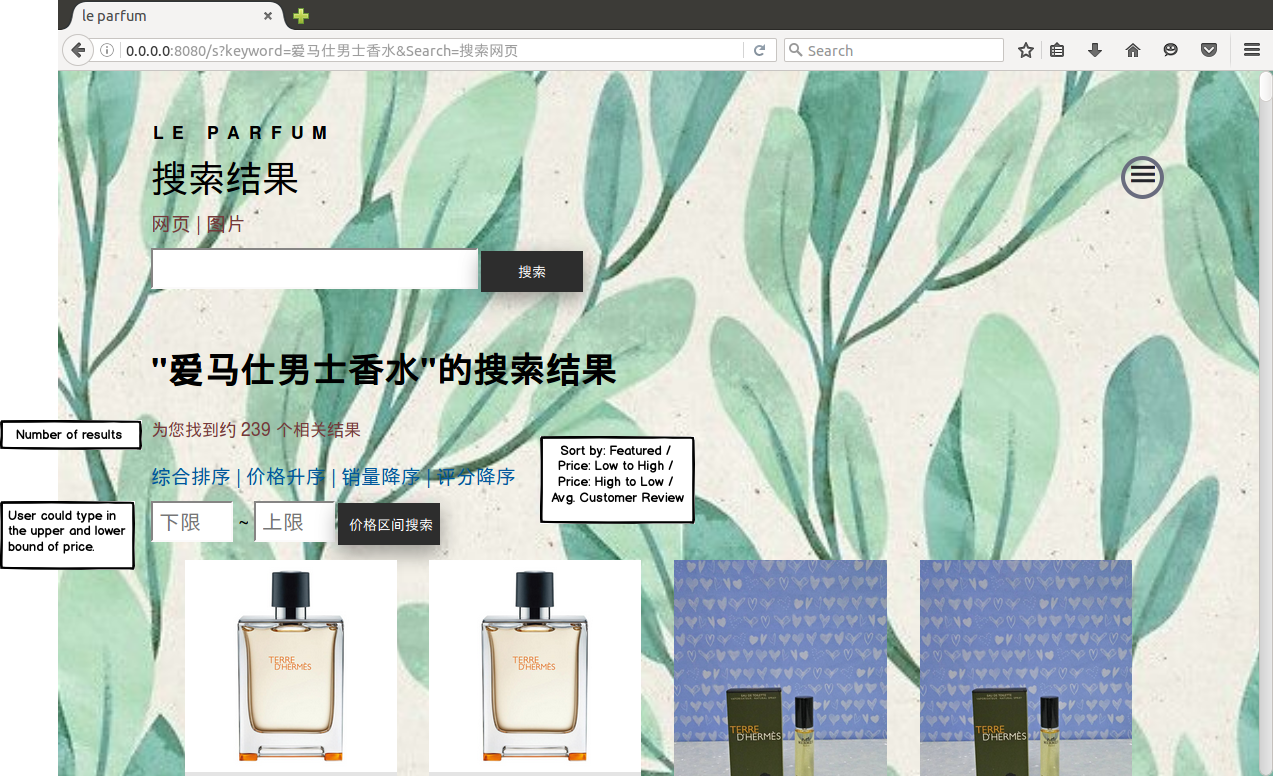 le parfum
0.0.0.0:8080/s?keyword=爱马仕男士香水&Search=搜索网页
Search
LE PARFUM
搜索结果
网页 | 图片
搜索
"爱马仕男士香水"的搜索结果
Number of results
为您找到约 239 个相关结果
Sort by: Featured /
Price: Low to High /
Price: High to Low /
Avg. Customer Review
综合排序 | 价格升序 | 销量降序 | 评分降序
User could type in
the upper and lower
bound of price.
下限 ~ 上限 价格区间搜索
TERRE
D'HERMÈS
TERRE
D'HERMÈS
TERRE
D'HERMÈS
TERRE
D'HERMÈS